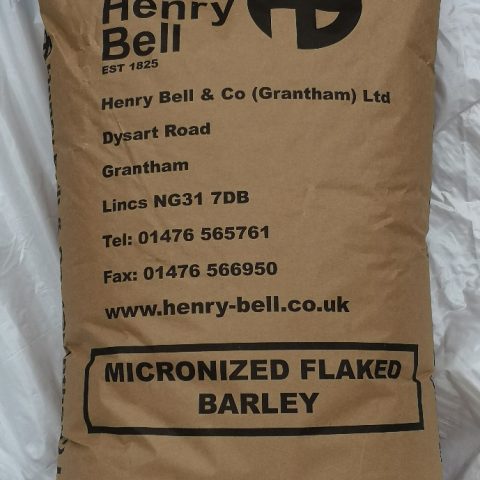 Henry
Bell
EST 1825
Henry Bell & Co (Grantham) Ltd
Dysart Road
Grantham
Lincs NG31 7DB
Tel: 01476 565761
Fax: 01476 566950
www.henry-bell.co.uk
MICRONIZED FLAKED
BARLEY